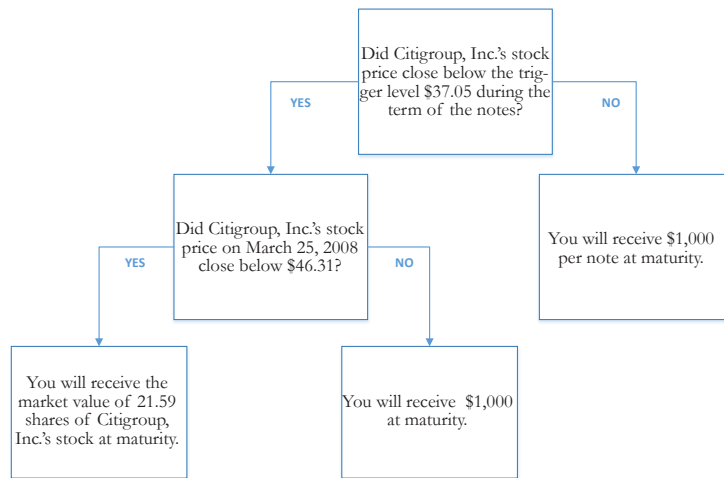 Did Citigroup, Inc.'s stock
price close below the trig-
ger level $37.05 during the
term of the notes?
YES
NO
Did Citigroup, Inc.'s stock
price on March 25, 2008
close below $46.31?
You will receive $1,000
per note at maturity.
YES
NO
You will receive the
market value of 21.59
shares of Citigroup,
Inc.'s stock at maturity.
You will receive $1,000
at maturity.